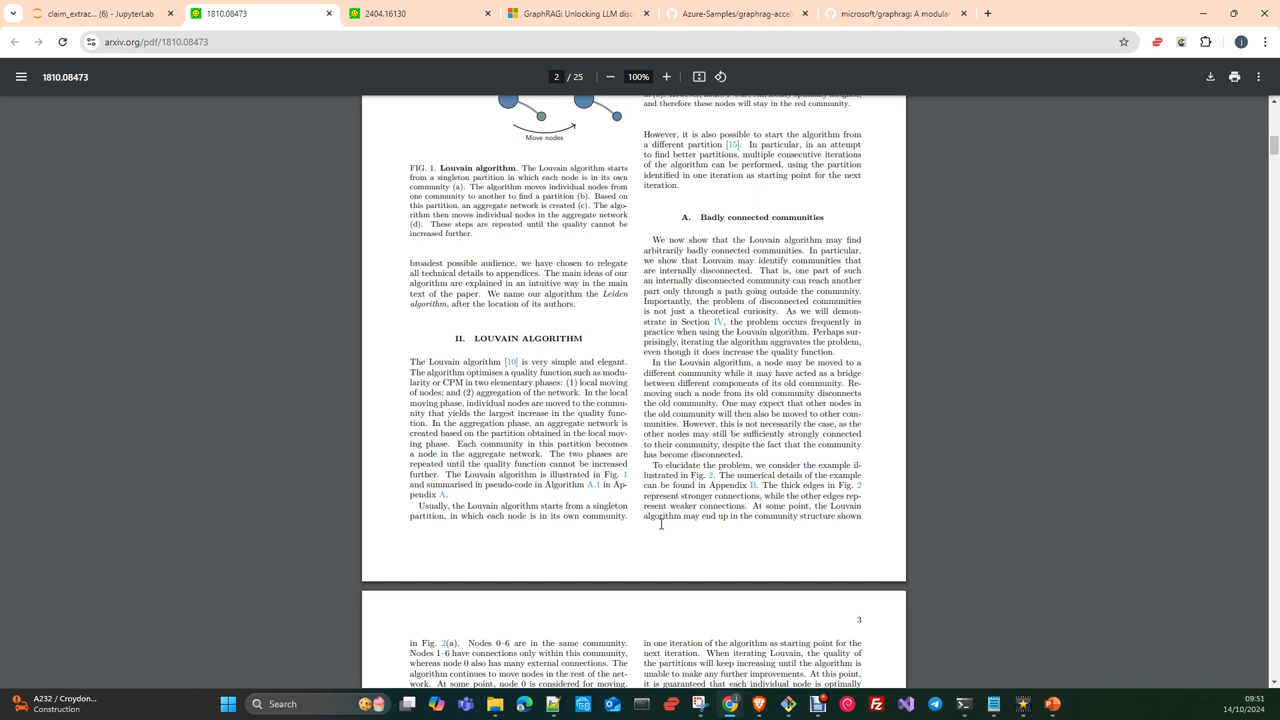 claim_extrac... (6) - JupyterLab
1810.08473
2404.16130
GraphRAG: Unlocking LLM disc
Azure-Samples/graphrag-accel
microsoft/graphrag: A modular
arxiv.org/pdf/1810.08473
1810.08473
2 / 25
100%
Move nodes
FIG. 1. Louvain algorithm. The Louvain algorithm starts
from a singleton partition in which each node is in its own
community (a). The algorithm moves individual nodes from
one community to another to find a partition (b). Based on
this partition, an aggregate network is created (c). The algo-
rithm then moves individual nodes in the aggregate network
(d). These steps are repeated until the quality cannot be
increased further.
broadest possible audience, we have chosen to relegate
all technical details to appendices. The main ideas of our
algorithm are explained in an intuitive way in the main
text of the paper. We name our algorithm the Leiden
algorithm, after the location of its authors.
II. LOUVAIN ALGORITHM
The Louvain algorithm [10] is very simple and elegant.
The algorithm optimises a quality function such as modu-
larity or CPM in two elementary phases: (1) local moving
of nodes; and (2) aggregation of the network. In the local
moving phase, individual nodes are moved to the commu-
nity that yields the largest increase in the quality func-
tion. In the aggregation phase, an aggregate network is
created based on the partition obtained in the local mov-
ing phase. Each community in this partition becomes
a node in the aggregate network. The two phases are
repeated until the quality function cannot be increased
further. The Louvain algorithm is illustrated in Fig. 1
and summarised in pseudo-code in Algorithm A.1 in Ap-
pendix A.
Usually, the Louvain algorithm starts from a singleton
partition, in which each node is in its own community.
and therefore these nodes will stay in the red community.
However, it is also possible to start the algorithm from
a different partition [15]. In particular, in an attempt
to find better partitions, multiple consecutive iterations
of the algorithm can be performed, using the partition
identified in one iteration as starting point for the next
iteration.
A. Badly connected communities
We now show that the Louvain algorithm may find
arbitrarily badly connected communities. In particular,
we show that Louvain may identify communities that
are internally disconnected. That is, one part of such
an internally disconnected community can reach another
part only through a path going outside the community.
Importantly, the problem of disconnected communities
is not just a theoretical curiosity. As we will demon-
strate in Section IV, the problem occurs frequently in
practice when using the Louvain algorithm. Perhaps sur-
prisingly, iterating the algorithm aggravates the problem,
even though it does increase the quality function.
In the Louvain algorithm, a node may be moved to a
different community while it may have acted as a bridge
between different components of its old community. Re-
moving such a node from its old community disconnects
the old community. One may expect that other nodes in
the old community will then also be moved to other com-
munities. However, this is not necessarily the case, as the
other nodes may still be sufficiently strongly connected
to their community, despite the fact that the community
has become disconnected.
To elucidate the problem, we consider the example il-
lustrated in Fig. 2. The numerical details of the example
can be found in Appendix B. The thick edges in Fig. 2
represent stronger connections, while the other edges rep-
resent weaker connections. At some point, the Louvain
algorithm may end up in the community structure shown
3
in Fig. 2(a). Nodes 0–6 are in the same community.
Nodes 1–6 have connections only within this community,
whereas node 0 also has many external connections. The
algorithm continues to move nodes in the rest of the net-
work. At some point, node 0 is considered for moving.
in one iteration of the algorithm as starting point for the
next iteration. When iterating Louvain, the quality of
the partitions will keep increasing until the algorithm is
unable to make any further improvements. At this point,
it is guaranteed that each individual node is optimally
A232 / Croydon...
Construction
Search
09:51
14/10/2024